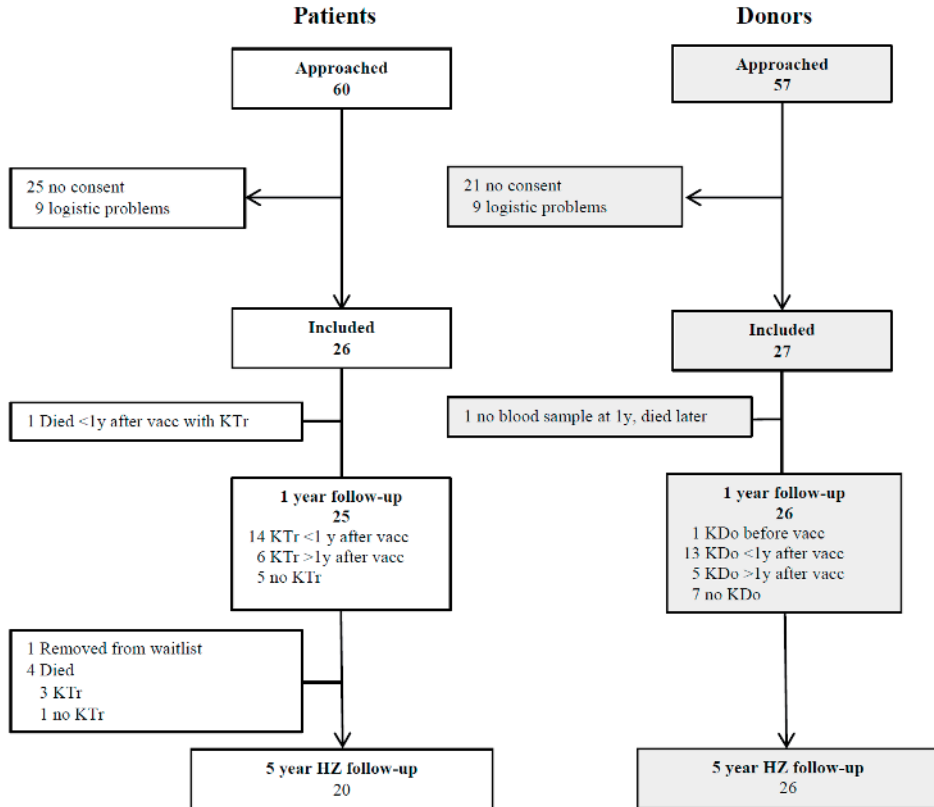 Patients
Approached
60
25 no consent
9 logistic problems
Included
26
1 Died <1y after vacc with KTr
1 year follow-up
25
14 KTr <1 y after vacc
6 KTr >1y after vacc
5 no KTr
1 Removed from waitlist
4 Died
3 KTr
1 no KTr
5 year HZ follow-up
20
Donors
Approached
57
21 no consent
9 logistic problems
Included
27
1 no blood sample at 1y, died later
1 year follow-up
26
1 KDo before vacc
13 KDo <1y after vacc
5 KDo >1y after vacc
7 no KDo
5 year HZ follow-up
26